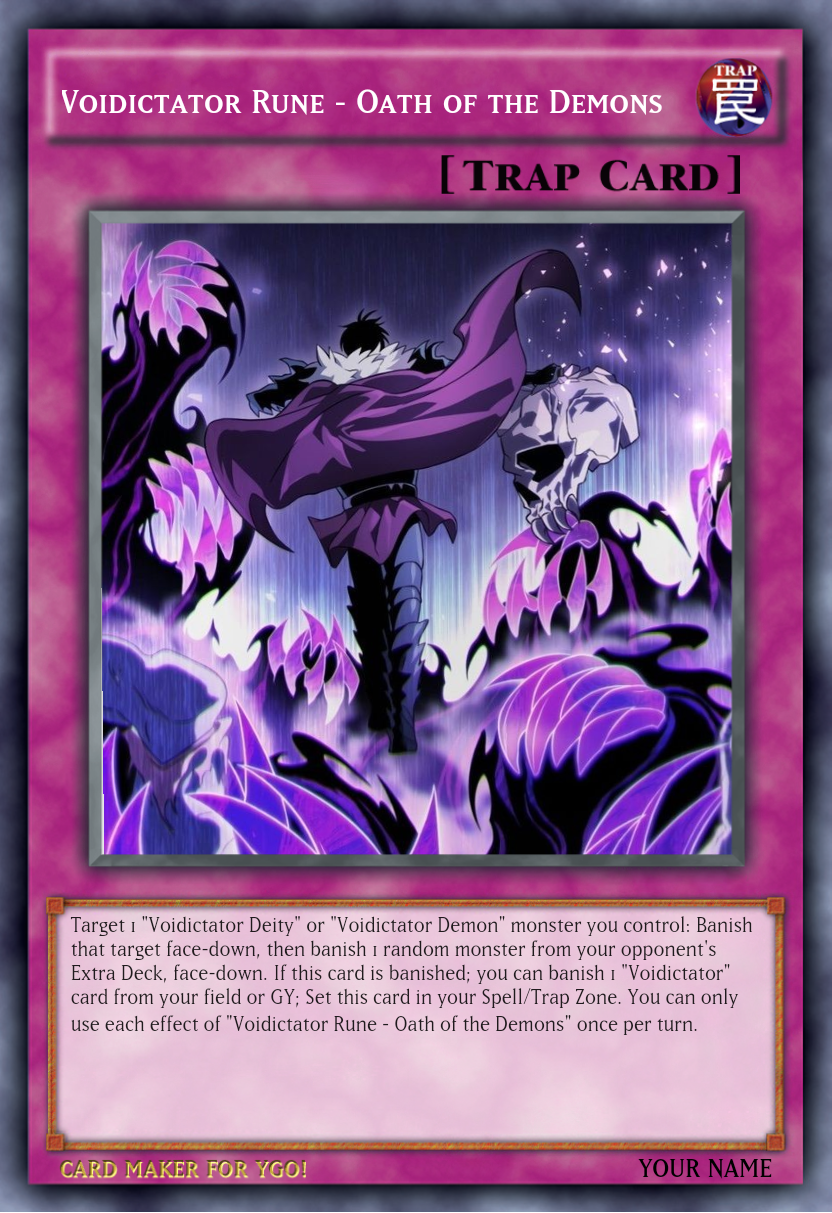 Voidictator Rune - Oath of the Demons
TRAP
罠
[Trap Card]
Target 1 "Voidictator Deity" or "Voidictator Demon" monster you control: Banish
that target face-down, then banish 1 random monster from your opponent's
Extra Deck, face-down. If this card is banished; you can banish 1 "Voidictator"
card from your field or GY; Set this card in your Spell/Trap Zone. You can only
use each effect of "Voidictator Rune - Oath of the Demons" once per turn.
CARD MAKER FOR YGO!
YOUR NAME